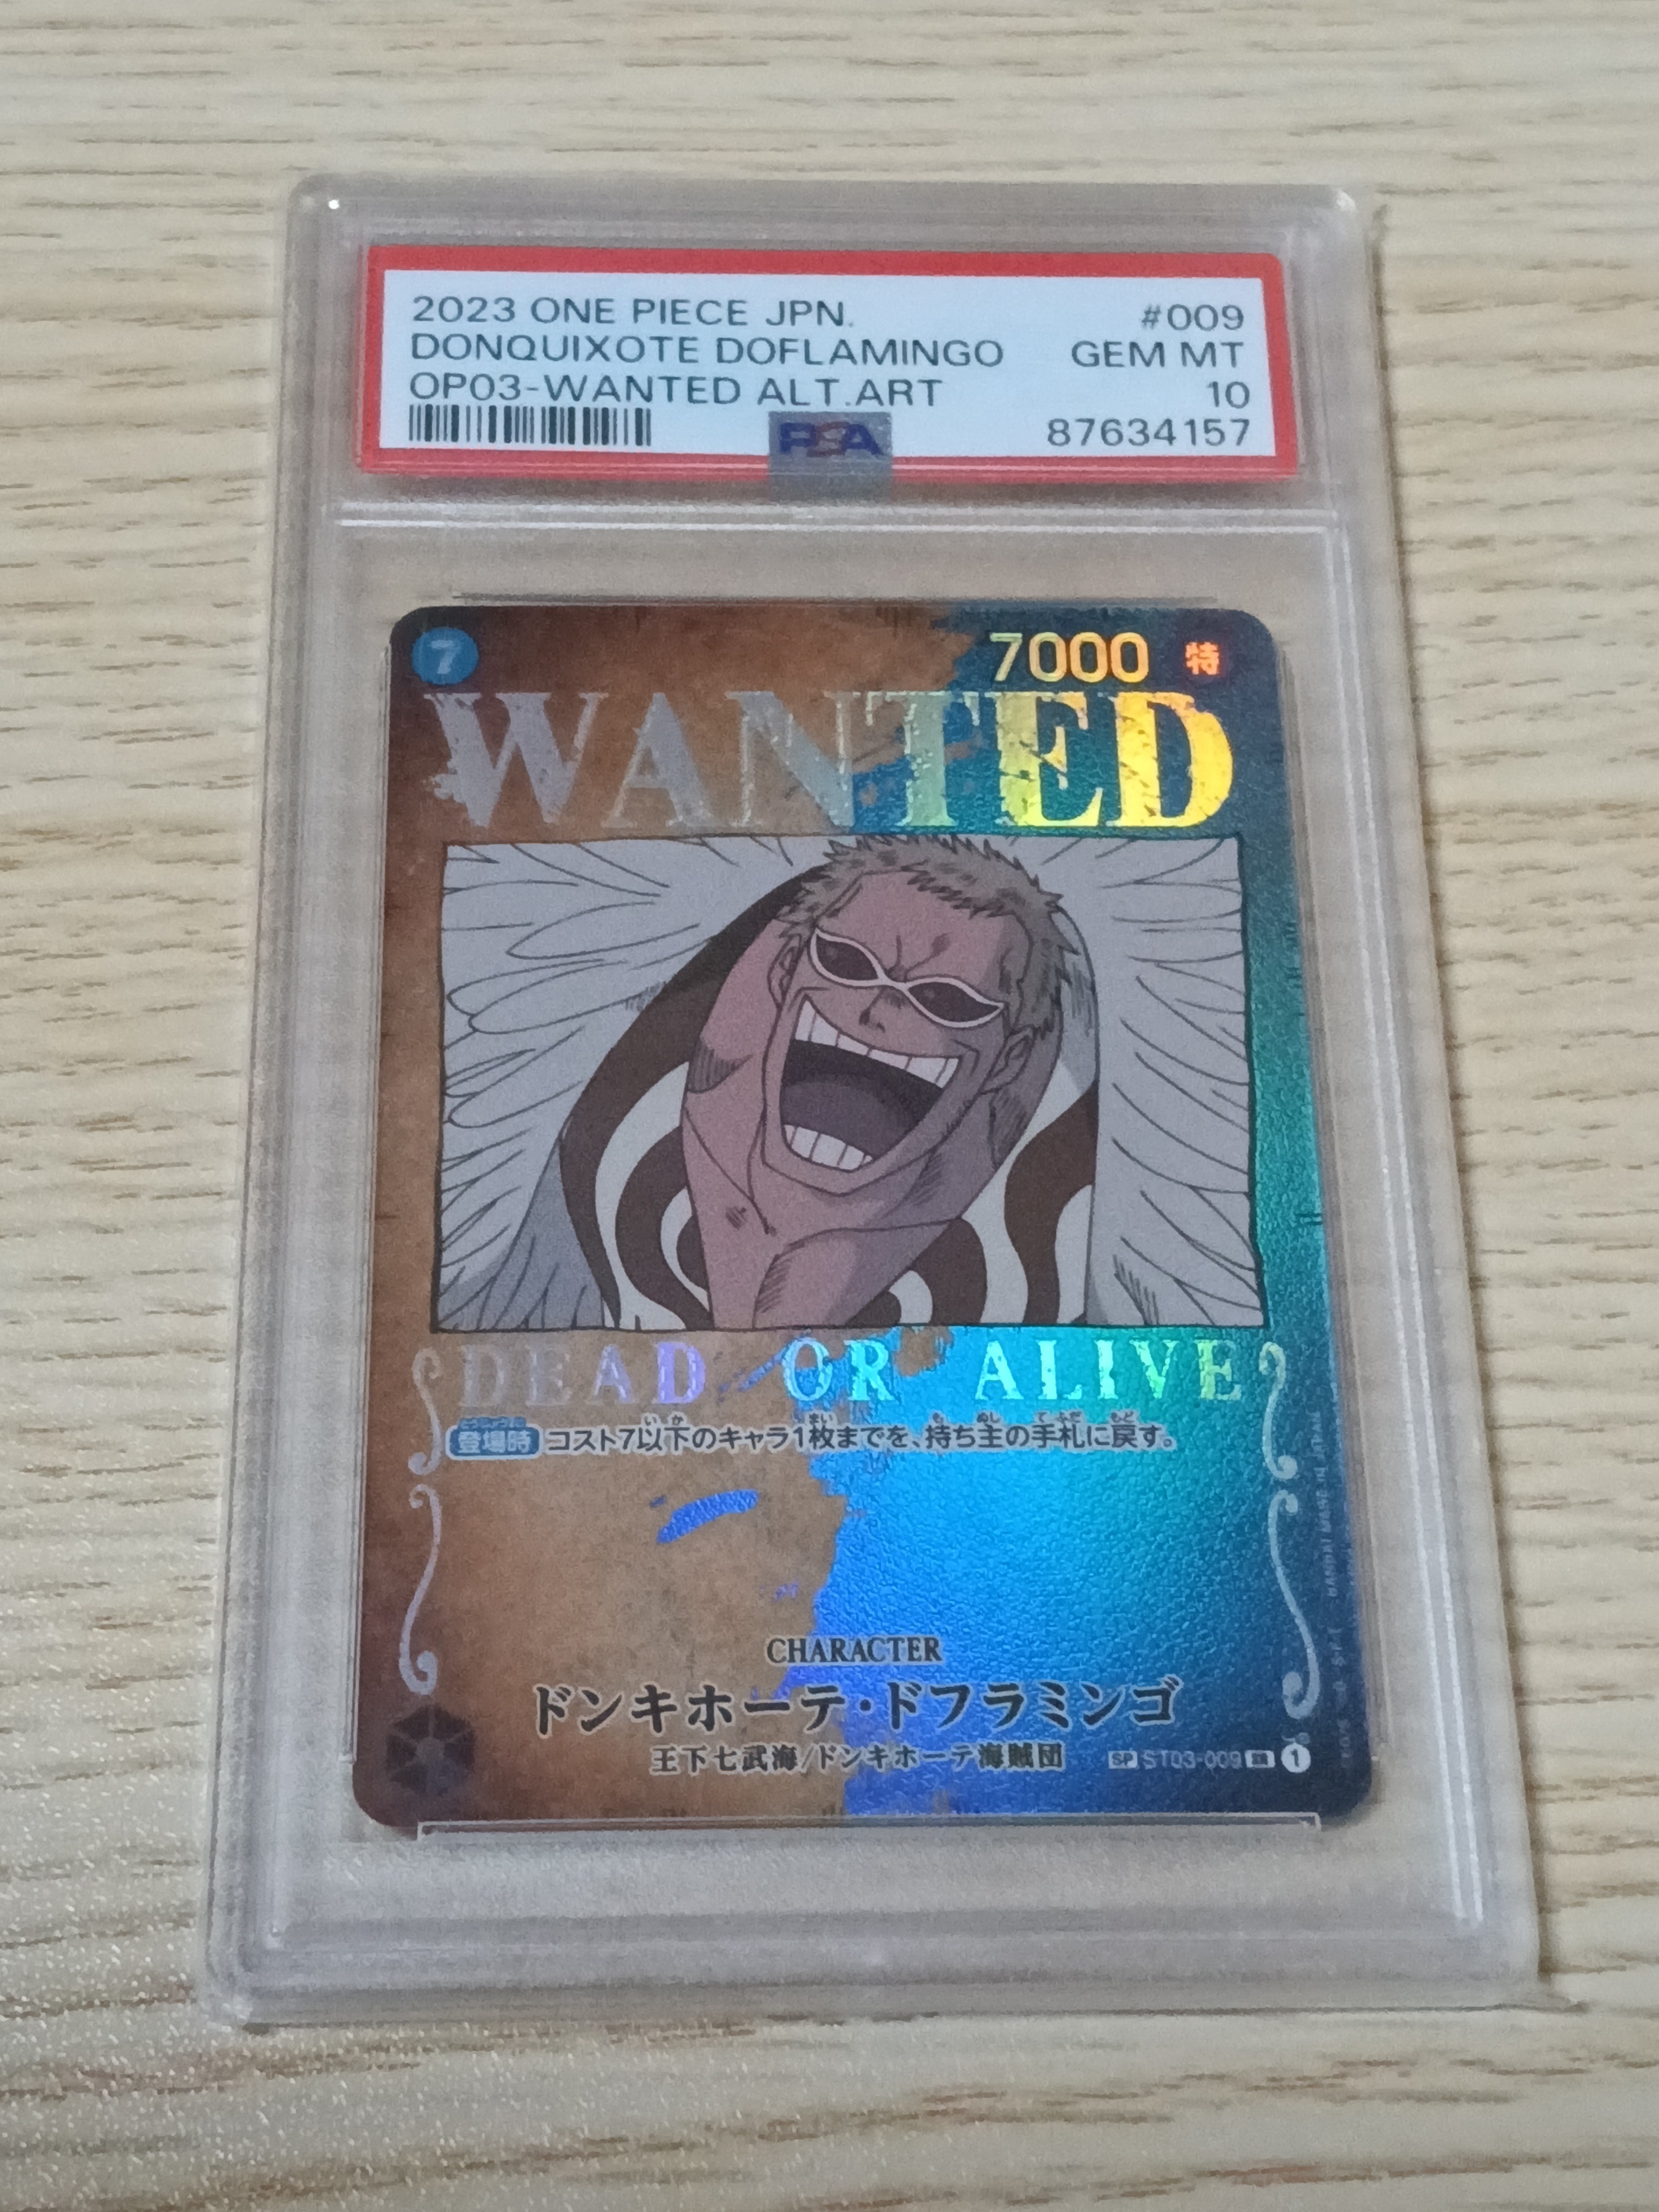 2023 ONE PIECE JPN. #009
DONQUIXOTE DOFLAMINGO GEM MT
OP03-WANTED ALT.ART 10
PSA 87634157
7 7000 特
WANTED
DEAD OR ALIVE
登場時 コスト7以下のキャラ1枚までを、持ち主の手札に戻す。
CHARACTER
ドンキホーテ・ドフラミンゴ
王下七武海/ドンキホーテ海賊団 SP ST03-009 SR 1